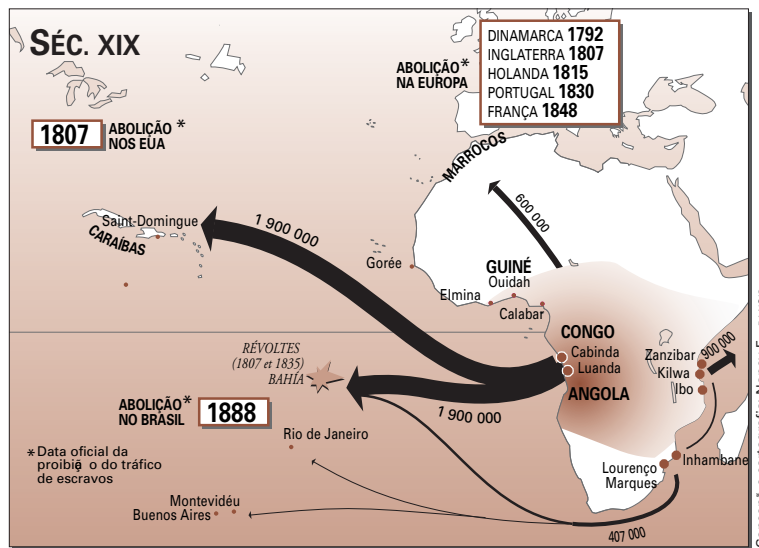 SÉC. XIX
ABOLIÇÃO*
NA EUROPA
DINAMARCA 1792
INGLATERRA 1807
HOLANDA 1815
PORTUGAL 1830
FRANÇA 1848
1807
ABOLIÇÃO *
NOS EUA
MARROCOS
600 000
Saint-Domingue
CARAÍBAS
1 900 000
Gorée
GUINÉ
Ouidah
Elmina
Calabar
CONGO
Cabinda
Luanda
ANGOLA
Zanzibar
Kilwa
Ibo
900 000
RÉVOLTES
(1807 et 1835)
BAHÍA
1 900 000
ABOLIÇÃO*
NO BRASIL
1888
Rio de Janeiro
* Data oficial da
proibiã o do tráfico
de escravos
Montevidéu
Buenos Aires
Inhambane
Lourenço
Marques
407 000